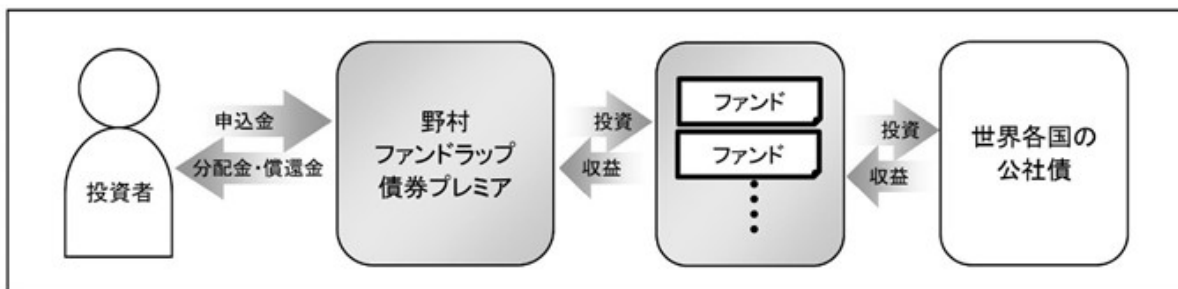 投資者
申込金
分配金・償還金
野村
ファンドラップ
債券プレミア
投資
収益
ファンド
ファンド
投資
収益
世界各国の
公社債